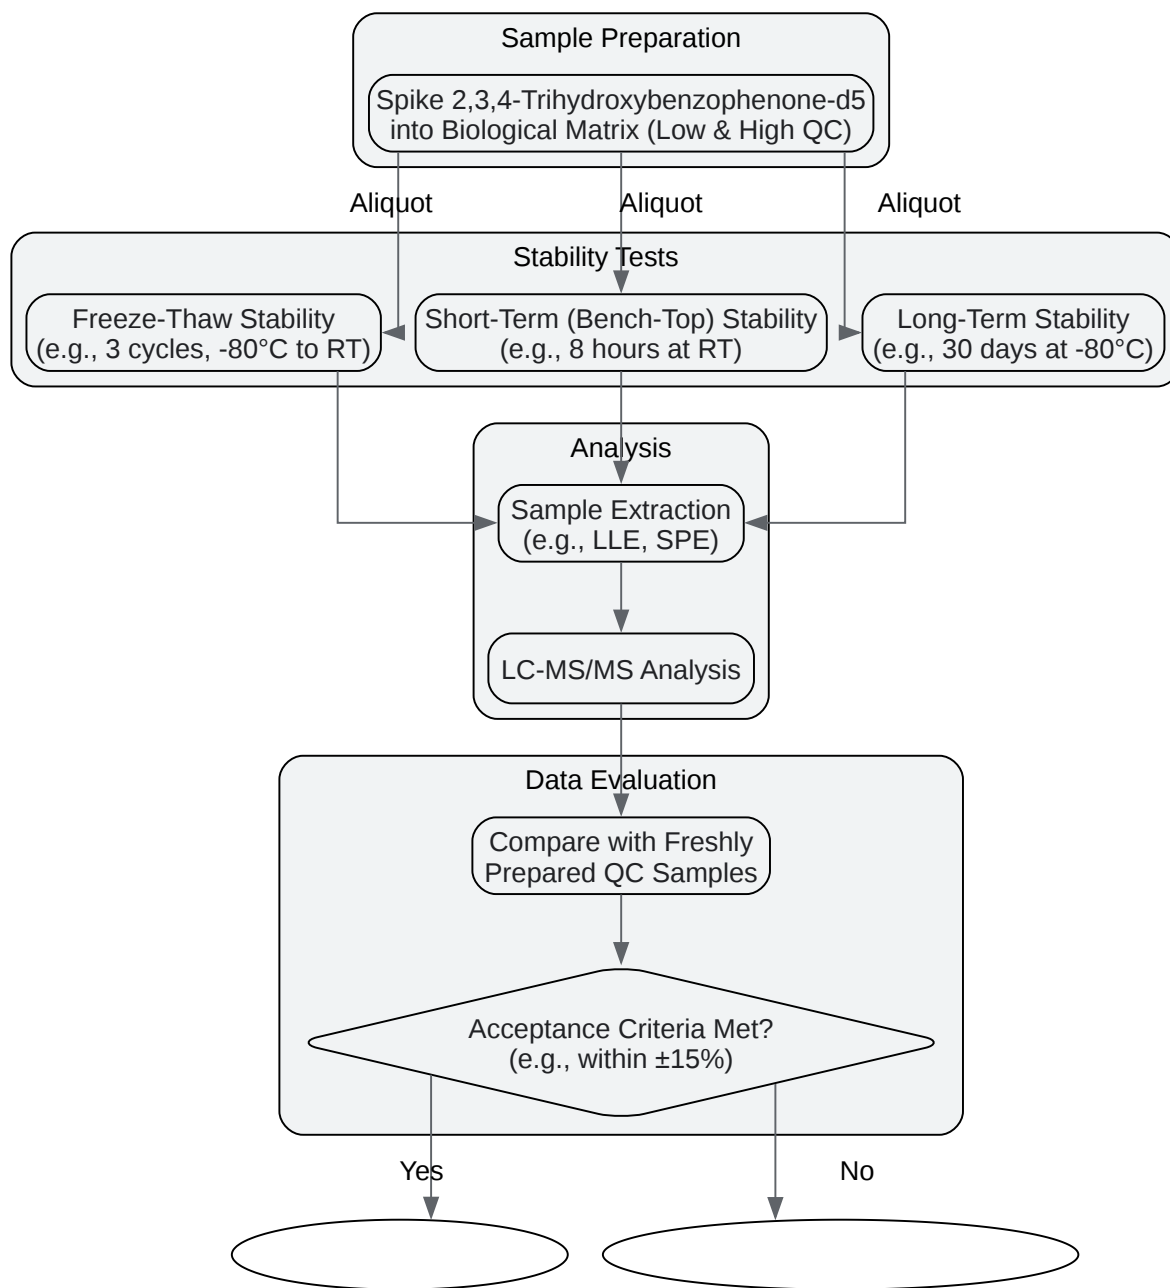 Sample Preparation
Spike 2,3,4-Trihydroxybenzophenone-d5
into Biological Matrix (Low & High QC)
Aliquot
Aliquot
Aliquot
Stability Tests
Freeze-Thaw Stability
(e.g., 3 cycles, -80°C to RT)
Short-Term (Bench-Top) Stability
(e.g., 8 hours at RT)
Long-Term Stability
(e.g., 30 days at -80°C)
Analysis
Sample Extraction
(e.g., LLE, SPE)
LC-MS/MS Analysis
Data Evaluation
Compare with Freshly
Prepared QC Samples
Acceptance Criteria Met?
(e.g., within ±15%)
Yes
No